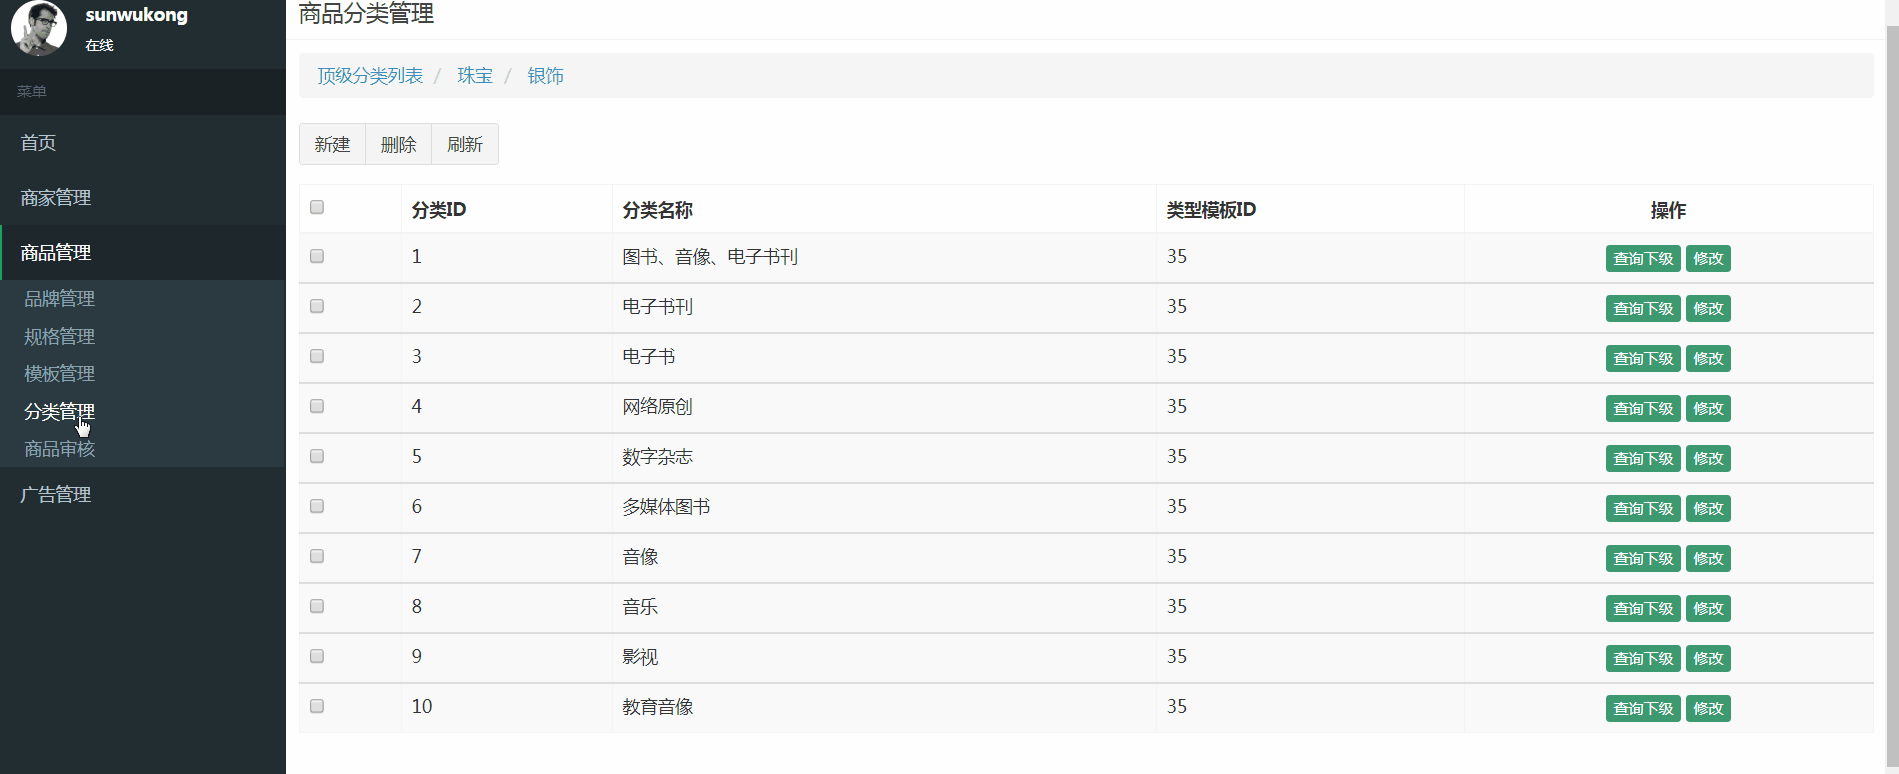 sunwukong
在线
菜单
首页
商家管理
商品管理
品牌管理
规格管理
模板管理
分类管理
商品审核
广告管理
商品分类管理
顶级分类列表 / 珠宝 / 银饰
新建 删除 刷新
分类ID 分类名称 类型模板ID 操作
1 图书、音像、电子书刊 35 查询下级 修改
2 电子书刊 35 查询下级 修改
3 电子书 35 查询下级 修改
4 网络原创 35 查询下级 修改
5 数字杂志 35 查询下级 修改
6 多媒体图书 35 查询下级 修改
7 音像 35 查询下级 修改
8 音乐 35 查询下级 修改
9 影视 35 查询下级 修改
10 教育音像 35 查询下级 修改